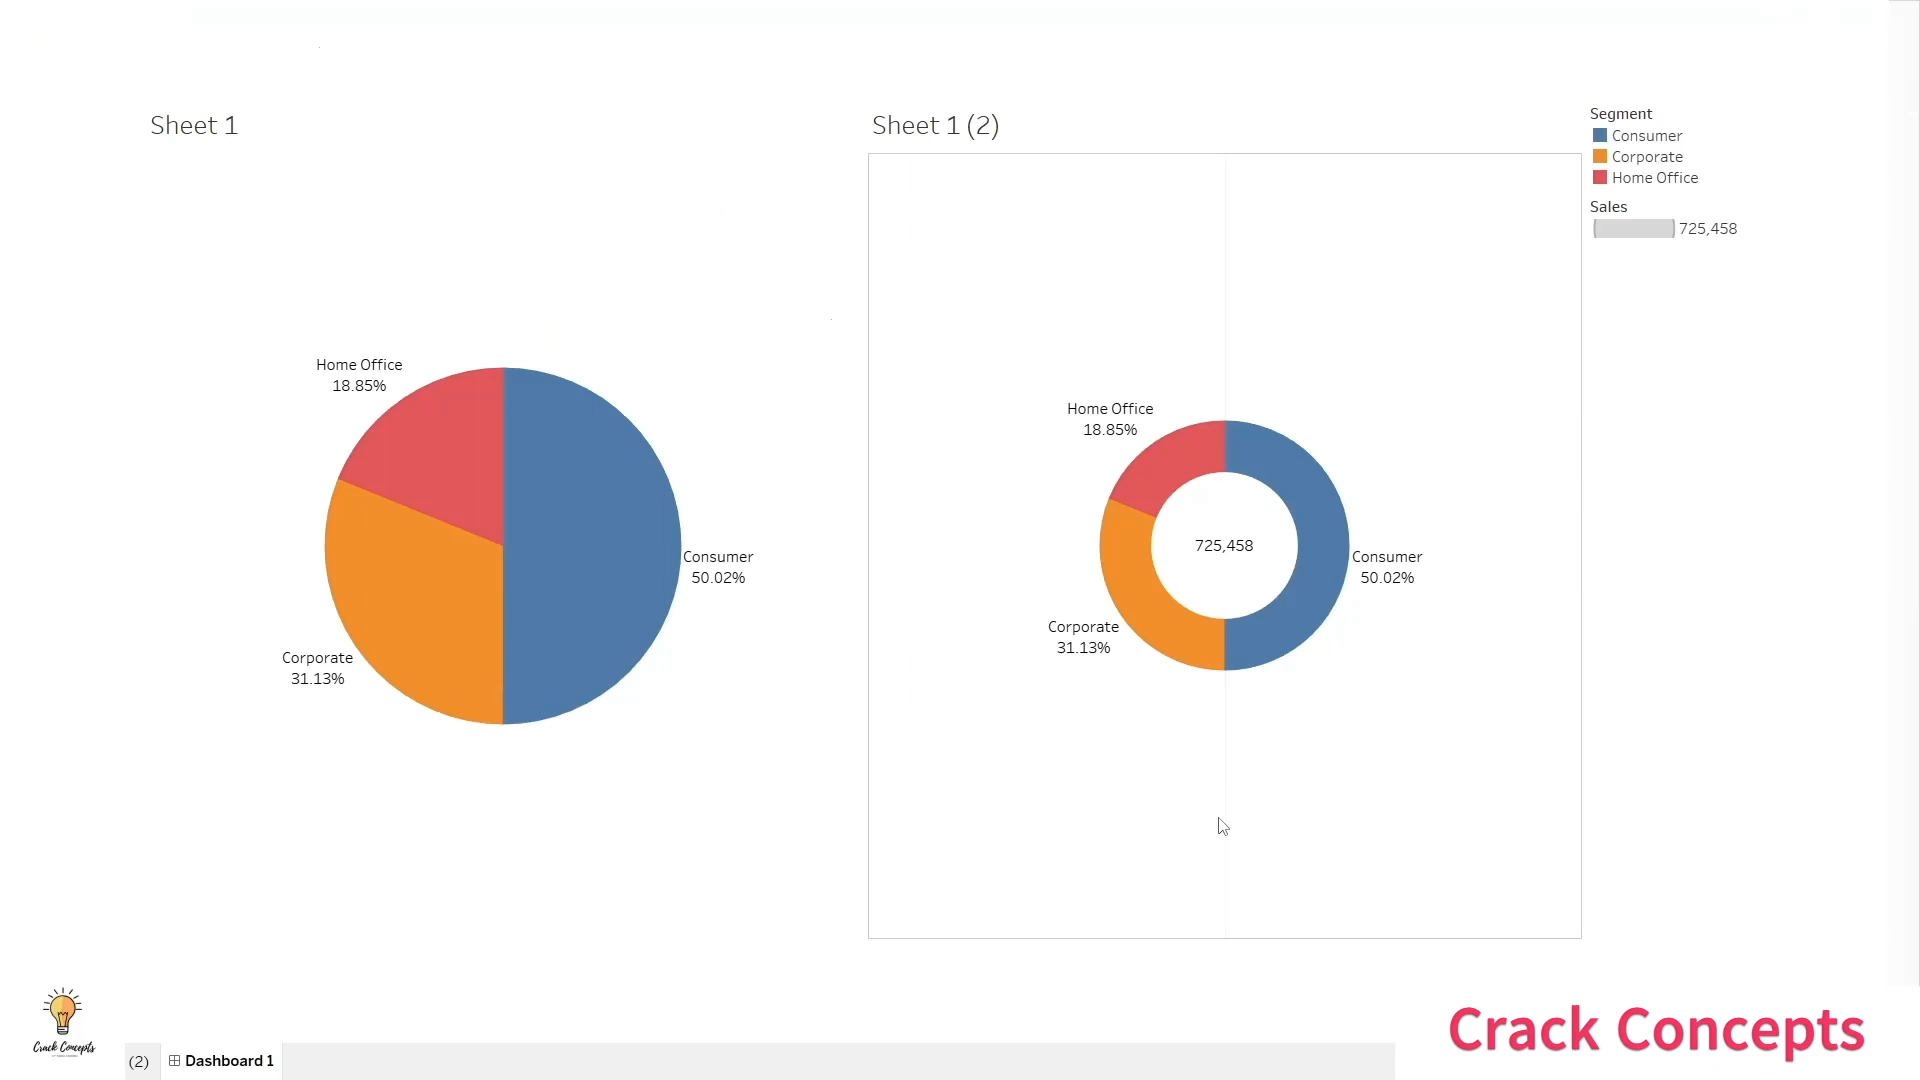 Sheet 1
Home Office
18.85%
Consumer
50.02%
Corporate
31.13%
Sheet 1 (2)
Home Office
18.85%
725,458
Consumer
50.02%
Corporate
31.13%
Segment
Consumer
Corporate
Home Office
Sales
725,458
Crack Concepts
(2)
Dashboard 1
Crack Concepts